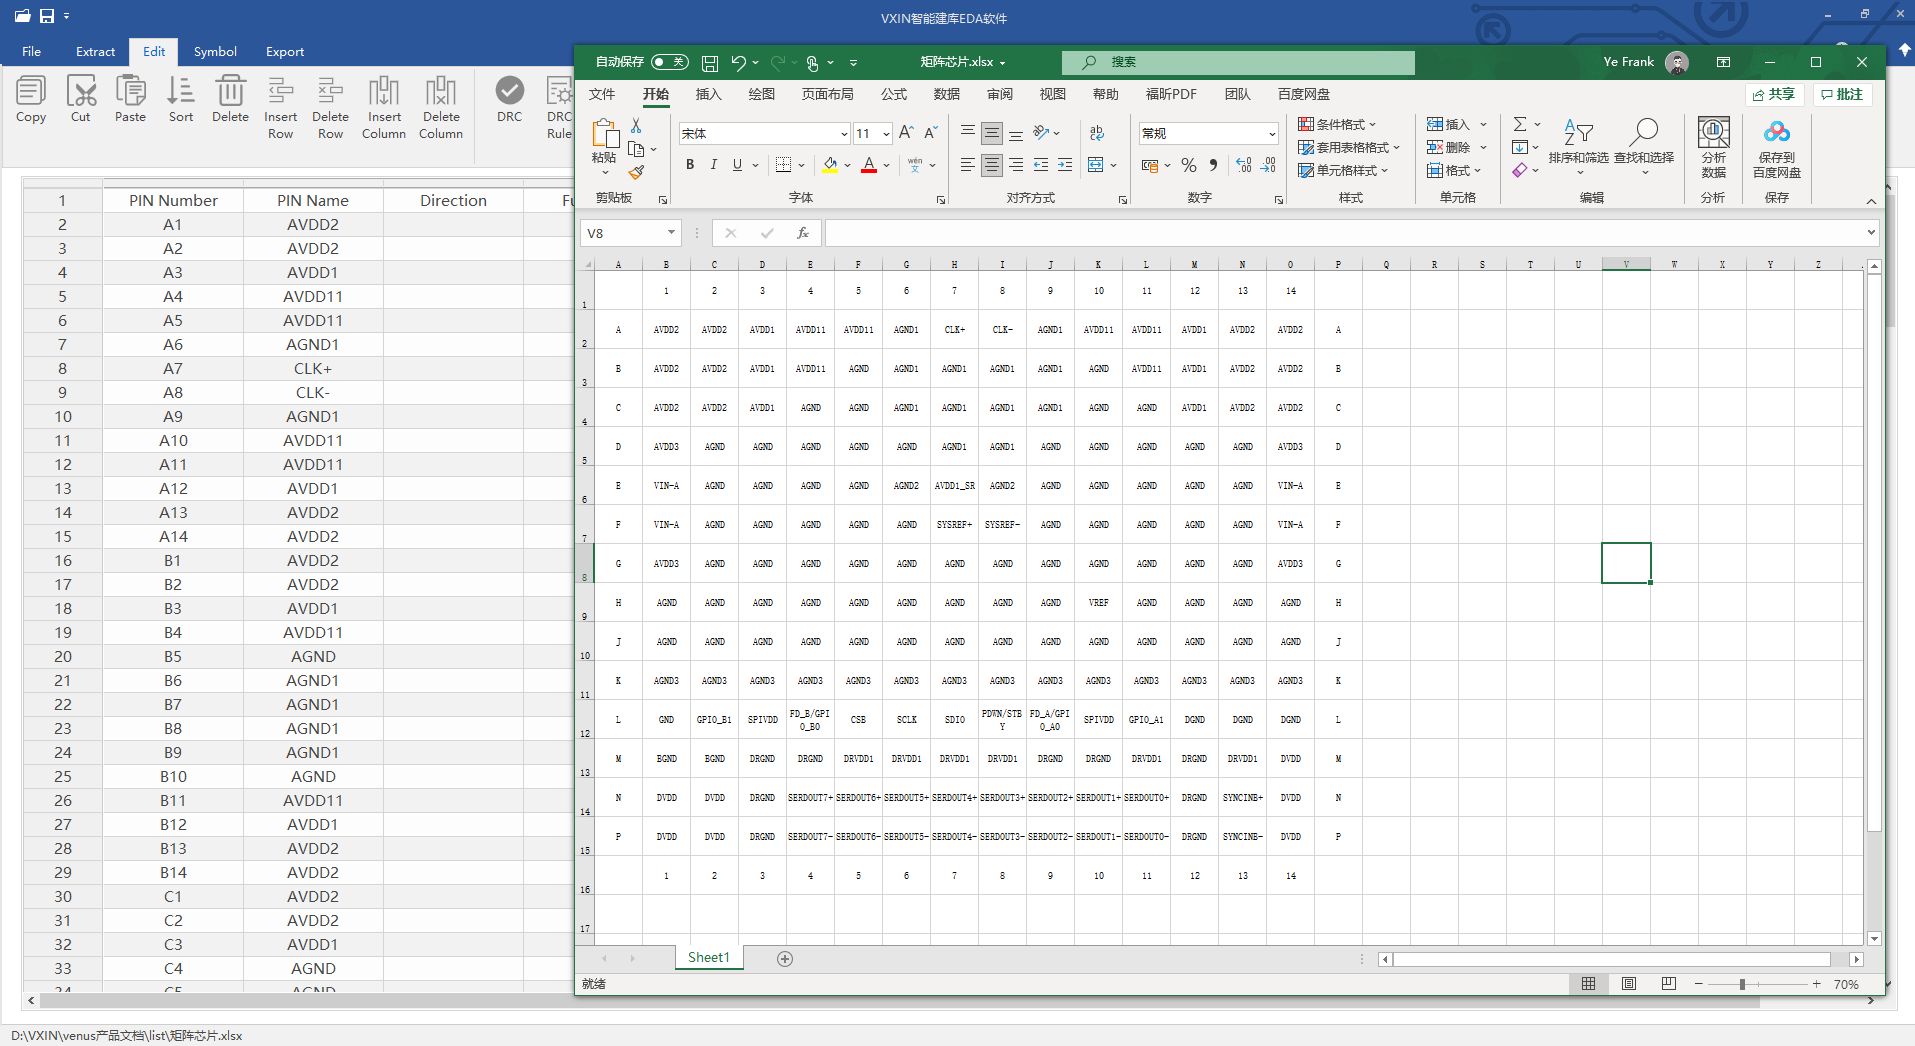 VXIN智能建库EDA软件
File Extract Edit Symbol Export
Copy Cut Paste Sort Delete Insert Row Delete Row Insert Column Delete Column DRC DRC Rule
1 PIN Number PIN Name Direction Fu
2 A1 AVDD2
3 A2 AVDD2
4 A3 AVDD1
5 A4 AVDD11
6 A5 AVDD11
7 A6 AGND1
8 A7 CLK+
9 A8 CLK-
10 A9 AGND1
11 A10 AVDD11
12 A11 AVDD11
13 A12 AVDD1
14 A13 AVDD2
15 A14 AVDD2
16 B1 AVDD2
17 B2 AVDD2
18 B3 AVDD1
19 B4 AVDD11
20 B5 AGND
21 B6 AGND1
22 B7 AGND1
23 B8 AGND1
24 B9 AGND1
25 B10 AGND
26 B11 AVDD11
27 B12 AVDD1
28 B13 AVDD2
29 B14 AVDD2
30 C1 AVDD2
31 C2 AVDD2
32 C3 AVDD1
33 C4 AGND
34 C5 AGND
D:\VXIN\venus产品文档\list\矩阵芯片.xlsx
自动保存 关 矩阵芯片.xlsx 搜索 Ye Frank
文件 开始 插入 绘图 页面布局 公式 数据 审阅 视图 帮助 福昕PDF 团队 百度网盘 共享 批注
粘贴 宋体 11 A A ab 常规 条件格式 插入 Σ
套用表格格式 删除 排序和筛选 查找和选择 分析数据 保存到百度网盘
B I U A wén 文 % 单元格样式 格式
剪贴板 字体 对齐方式 数字 样式 单元格 编辑 分析 保存
V8 fx
A B C D E F G H I J K L M N O P Q R S T U V W X Y Z
1 1 2 3 4 5 6 7 8 9 10 11 12 13 14
2 A AVDD2 AVDD2 AVDD1 AVDD11 AVDD11 AGND1 CLK+ CLK- AGND1 AVDD11 AVDD11 AVDD1 AVDD2 AVDD2 A
3 B AVDD2 AVDD2 AVDD1 AVDD11 AGND AGND1 AGND1 AGND1 AGND1 AGND AVDD11 AVDD1 AVDD2 AVDD2 B
4 C AVDD2 AVDD2 AVDD1 AGND AGND AGND1 AGND1 AGND1 AGND1 AGND AGND AVDD1 AVDD2 AVDD2 C
5 D AVDD3 AGND AGND AGND AGND AGND AGND1 AGND1 AGND AGND AGND AGND AGND AVDD3 D
6 E VIN-A AGND AGND AGND AGND AGND2 AVDD1_SR AGND2 AGND AGND AGND AGND AGND VIN-A E
7 F VIN-A AGND AGND AGND AGND AGND SYSREF+ SYSREF- AGND AGND AGND AGND AGND VIN-A F
8 G AVDD3 AGND AGND AGND AGND AGND AGND AGND AGND AGND AGND AGND AGND AVDD3 G
9 H AGND AGND AGND AGND AGND AGND AGND AGND AGND VREF AGND AGND AGND AGND H
10 J AGND AGND AGND AGND AGND AGND AGND AGND AGND AGND AGND AGND AGND AGND J
11 K AGND3 AGND3 AGND3 AGND3 AGND3 AGND3 AGND3 AGND3 AGND3 AGND3 AGND3 AGND3 AGND3 AGND3 K
12 L GND GPIO_B1 SPIVDD FD_B/GPIO_B0 CSB SCLK SDIO PDWN/STBY FD_A/GPIO_A0 SPIVDD GPIO_A1 DGND DGND DGND L
13 M BGND BGND DRGND DRGND DRVDD1 DRVDD1 DRVDD1 DRVDD1 DRGND DRGND DRVDD1 DRGND DRVDD1 DVDD M
14 N DVDD DVDD DRGND SERDOUT7+ SERDOUT6+ SERDOUT5+ SERDOUT4+ SERDOUT3+ SERDOUT2+ SERDOUT1+ SERDOUT0+ DRGND SYNCINB+ DVDD N
15 P DVDD DVDD DRGND SERDOUT7- SERDOUT6- SERDOUT5- SERDOUT4- SERDOUT3- SERDOUT2- SERDOUT1- SERDOUT0- DRGND SYNCINB- DVDD P
16 1 2 3 4 5 6 7 8 9 10 11 12 13 14
17
Sheet1
就绪 70%